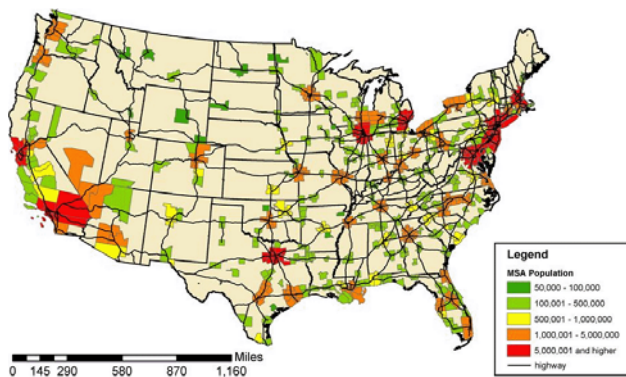 Legend
MSA Population
50,000 - 100,000
100,001 - 500,000
500,001 - 1,000,000
1,000,001 - 5,000,000
5,000,001 and higher
highway
Miles
0 145 290 580 870 1,160